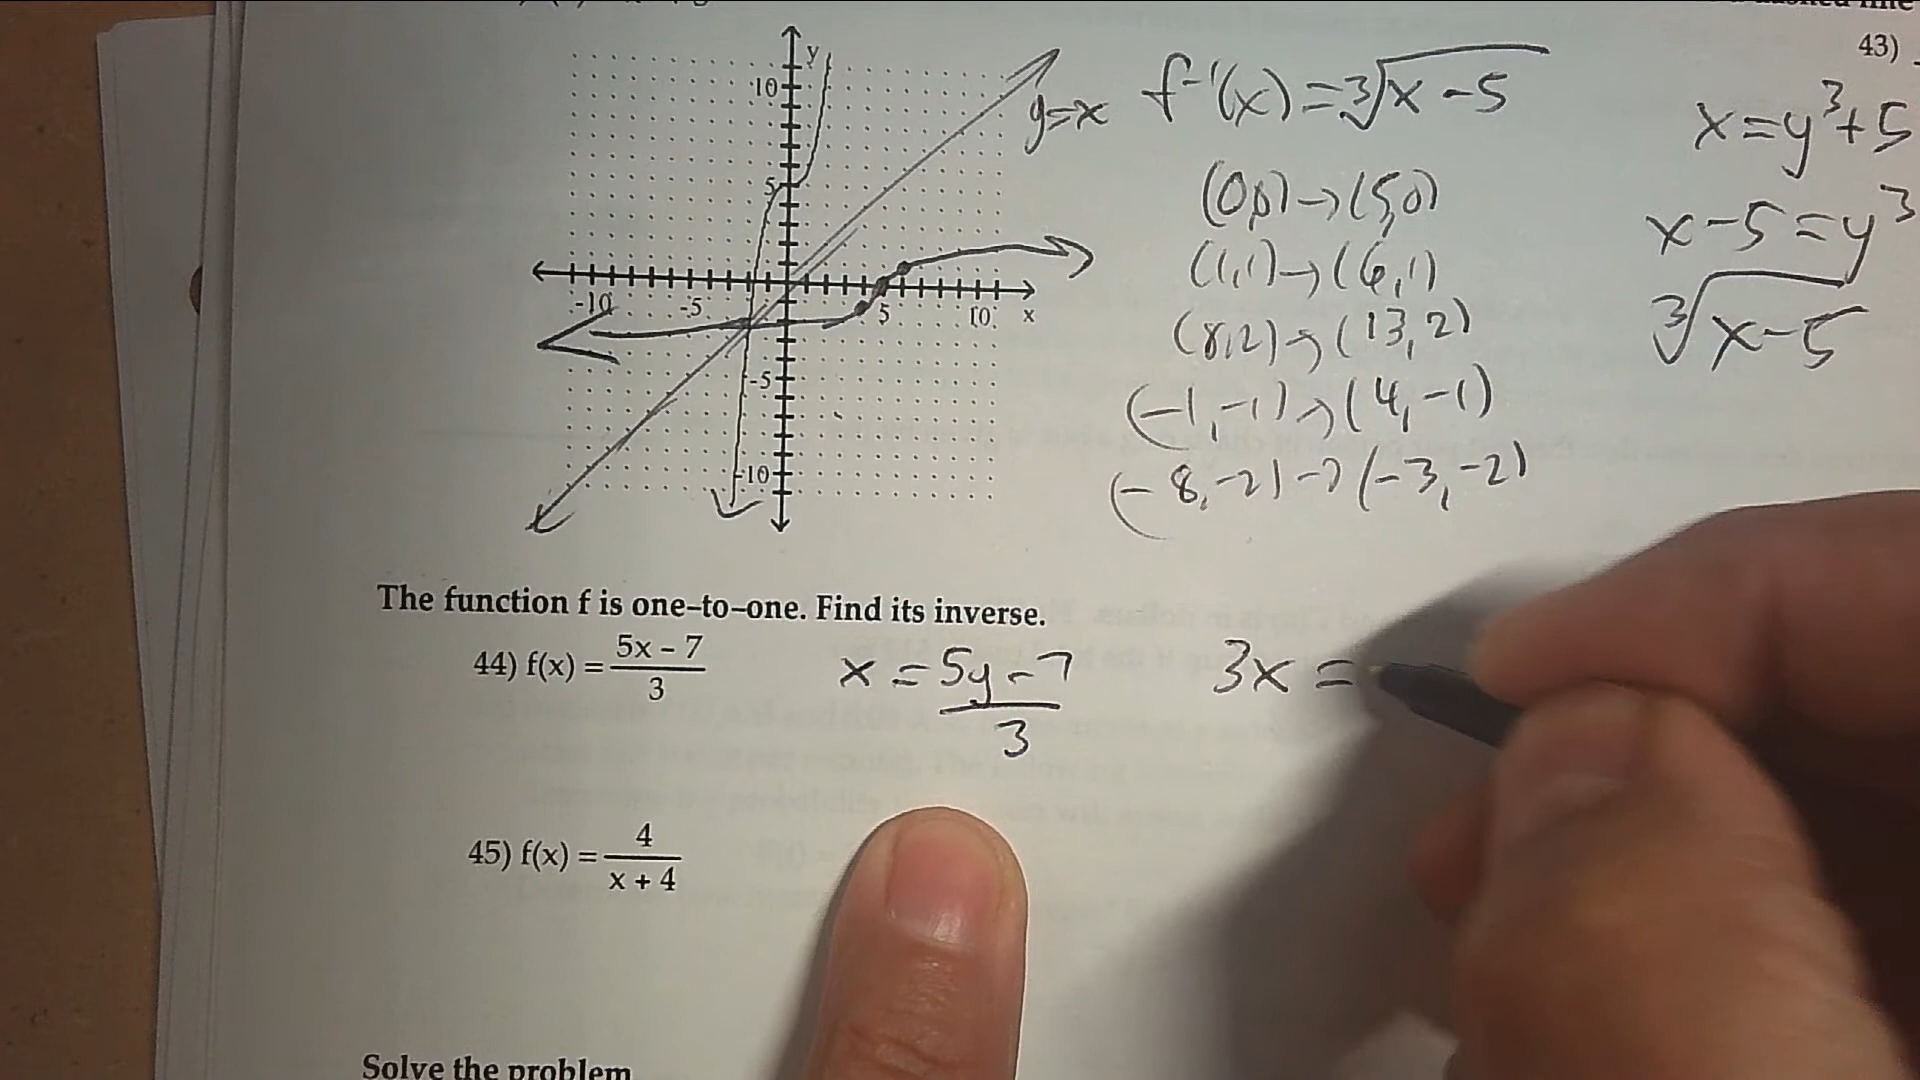 43)
y
10
5
-10
-5
5
10
x
-5
-10
y=x
f⁻¹(x) = ∛x - 5
(0,0) → (5,0)
(1,1) → (6,1)
(8,2) → (13,2)
(-1,-1) → (4,-1)
(-8,-2) → (-3,-2)
x = y³ + 5
x - 5 = y³
∛x - 5
The function f is one-to-one. Find its inverse.
44) f(x) = 5x - 7
3
x = 5y - 7
3
3x =
45) f(x) = 4
x + 4
Solve the problem